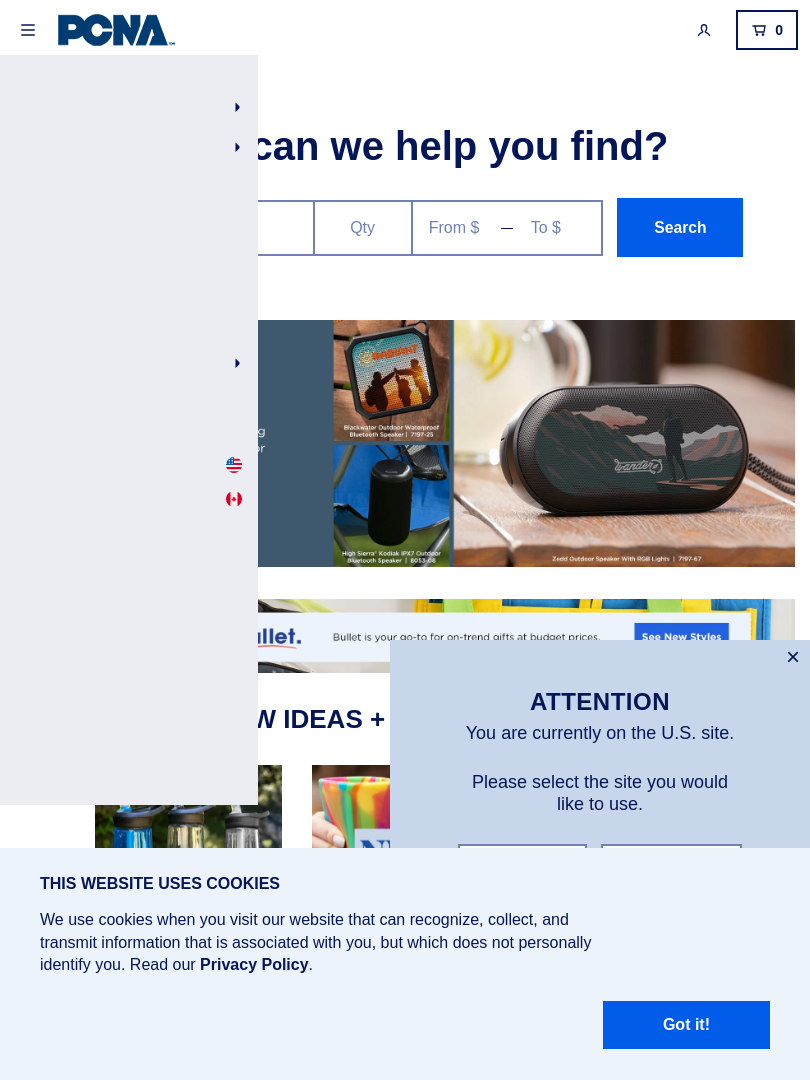 PCNA
0
can we help you find?
Qty
From $
To $
Search
RADIANT
Blackwater Outdoor Waterproof
Bluetooth Speaker | 7197-25
High Sierra® Kodiak IPX7 Outdoor
Bluetooth Speaker | 8053-08
wander
Zedd Outdoor Speaker With RGB Lights | 7197-67
Bullet is your go-to for on-trend gifts at budget prices.
See New Styles
IDEAS +
ATTENTION
You are currently on the U.S. site.
Please select the site you would
like to use.
THIS WEBSITE USES COOKIES
We use cookies when you visit our website that can recognize, collect, and
transmit information that is associated with you, but which does not personally
identify you. Read our Privacy Policy.
Got it!